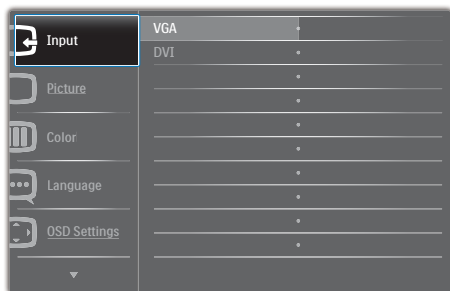 Input
Picture
Color
Language
OSD Settings
VGA
DVI